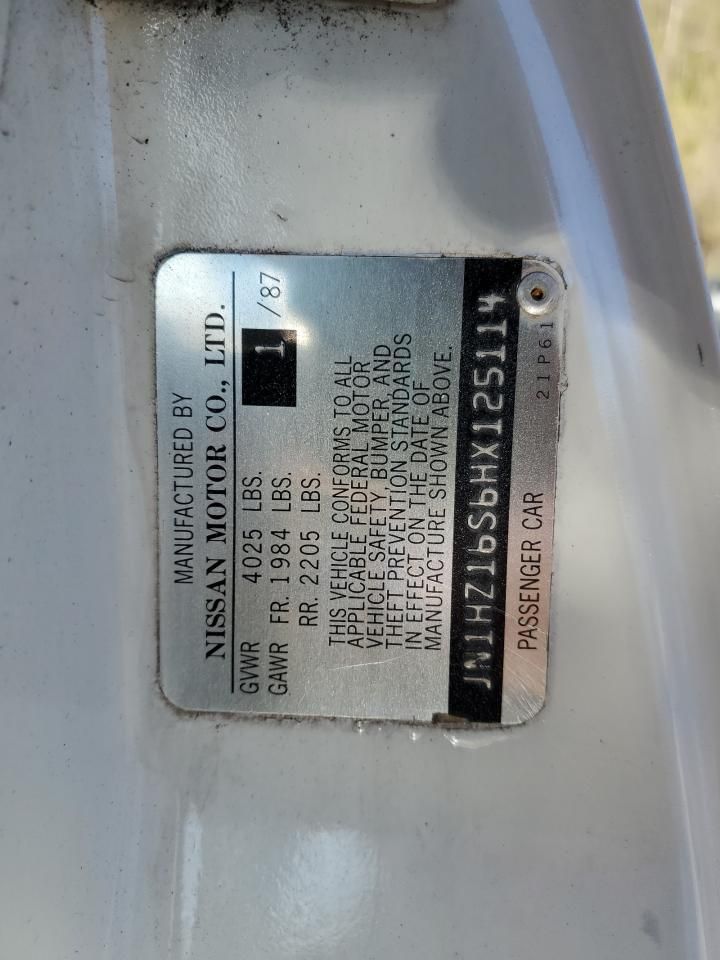 MANUFACTURED BY
NISSAN MOTOR CO., LTD.
GVWR 4025 LBS. 1 /87
GAWR FR. 1984 LBS.
RR. 2205 LBS.
THIS VEHICLE CONFORMS TO ALL
APPLICABLE FEDERAL MOTOR
VEHICLE SAFETY, BUMPER, AND
THEFT PREVENTION STANDARDS
IN EFFECT ON THE DATE OF
MANUFACTURE SHOWN ABOVE.
JN1HZ16S6HX125114
PASSENGER CAR 21P61